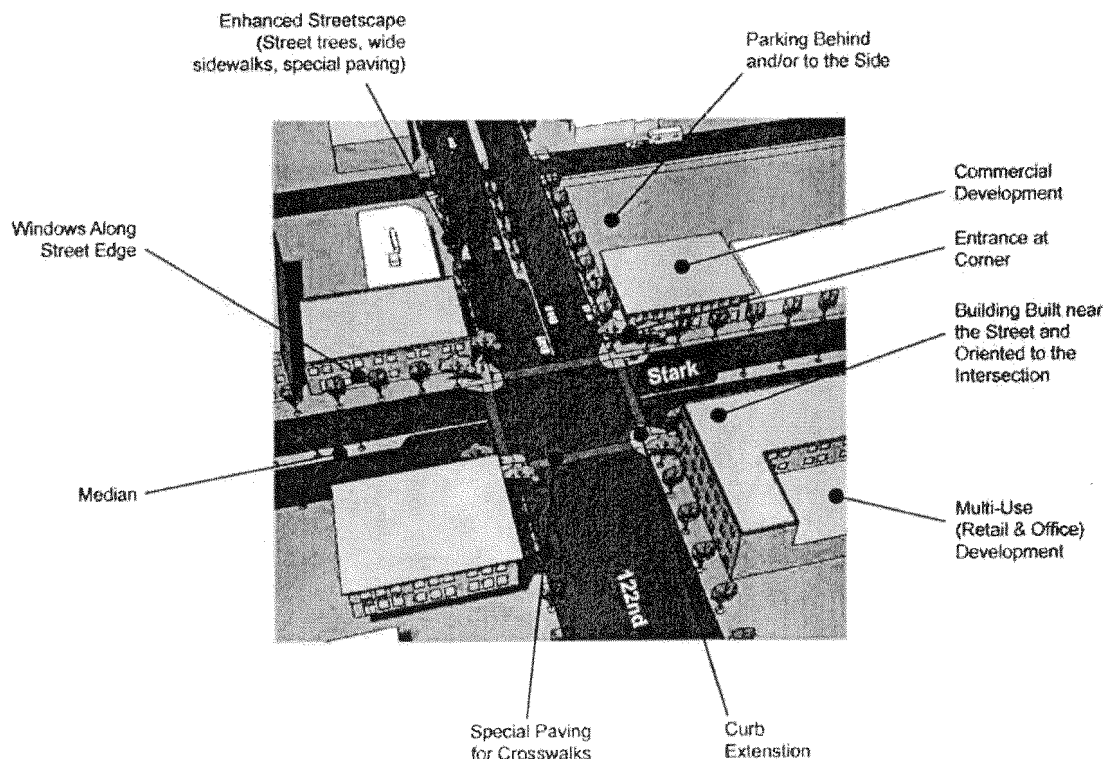 Enhanced Streetscape
(Street trees, wide
sidewalks, special paving)
Parking Behind
and/or to the Side
Commercial
Development
Windows Along
Street Edge
Entrance at
Corner
Building Built near
the Street and
Oriented to the
Intersection
Stark
Median
Multi-Use
(Retail & Office)
Development
122nd
Special Paving
for Crosswalks
Curb
Extenstion